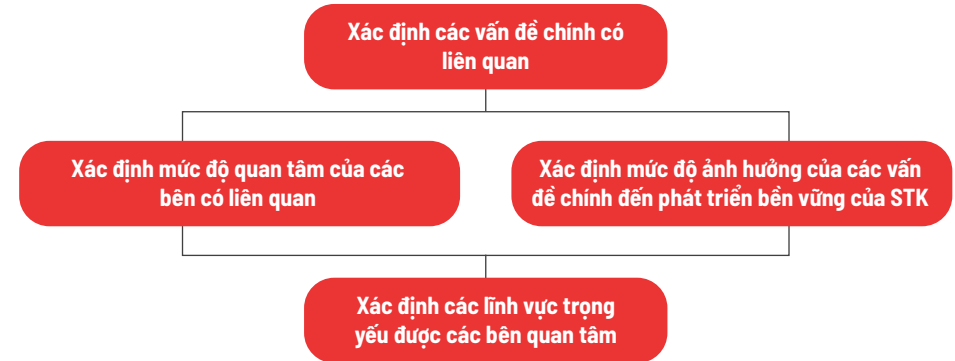 Xác định các vấn đề chính có
liên quan
Xác định mức độ quan tâm của các
bên có liên quan
Xác định mức độ ảnh hưởng của các vấn
đề chính đến phát triển bền vững của STK
Xác định các lĩnh vực trọng
yếu được các bên quan tâm